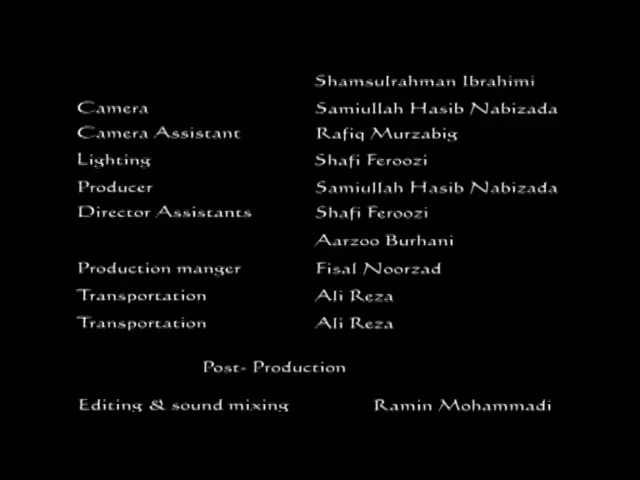 Shamsulrahman Ibrahimi
Camera Samiullah Hasib Nabizada
Camera Assistant Rafiq Murzabig
Lighting Shafi Feroozi
Producer Samiullah Hasib Nabizada
Director Assistants Shafi Feroozi
Aarzoo Burhani
Production manger Fisal Noorzad
Transportation Ali Reza
Transportation Ali Reza
Post- Production
Editing & sound mixing Ramin Mohammadi